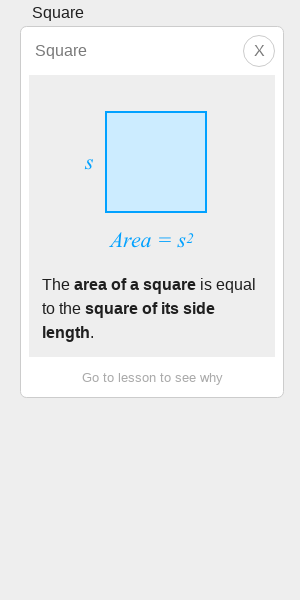 Square
Square X
s
Area = s²
The area of a square is equal
to the square of its side
length.
Go to lesson to see why